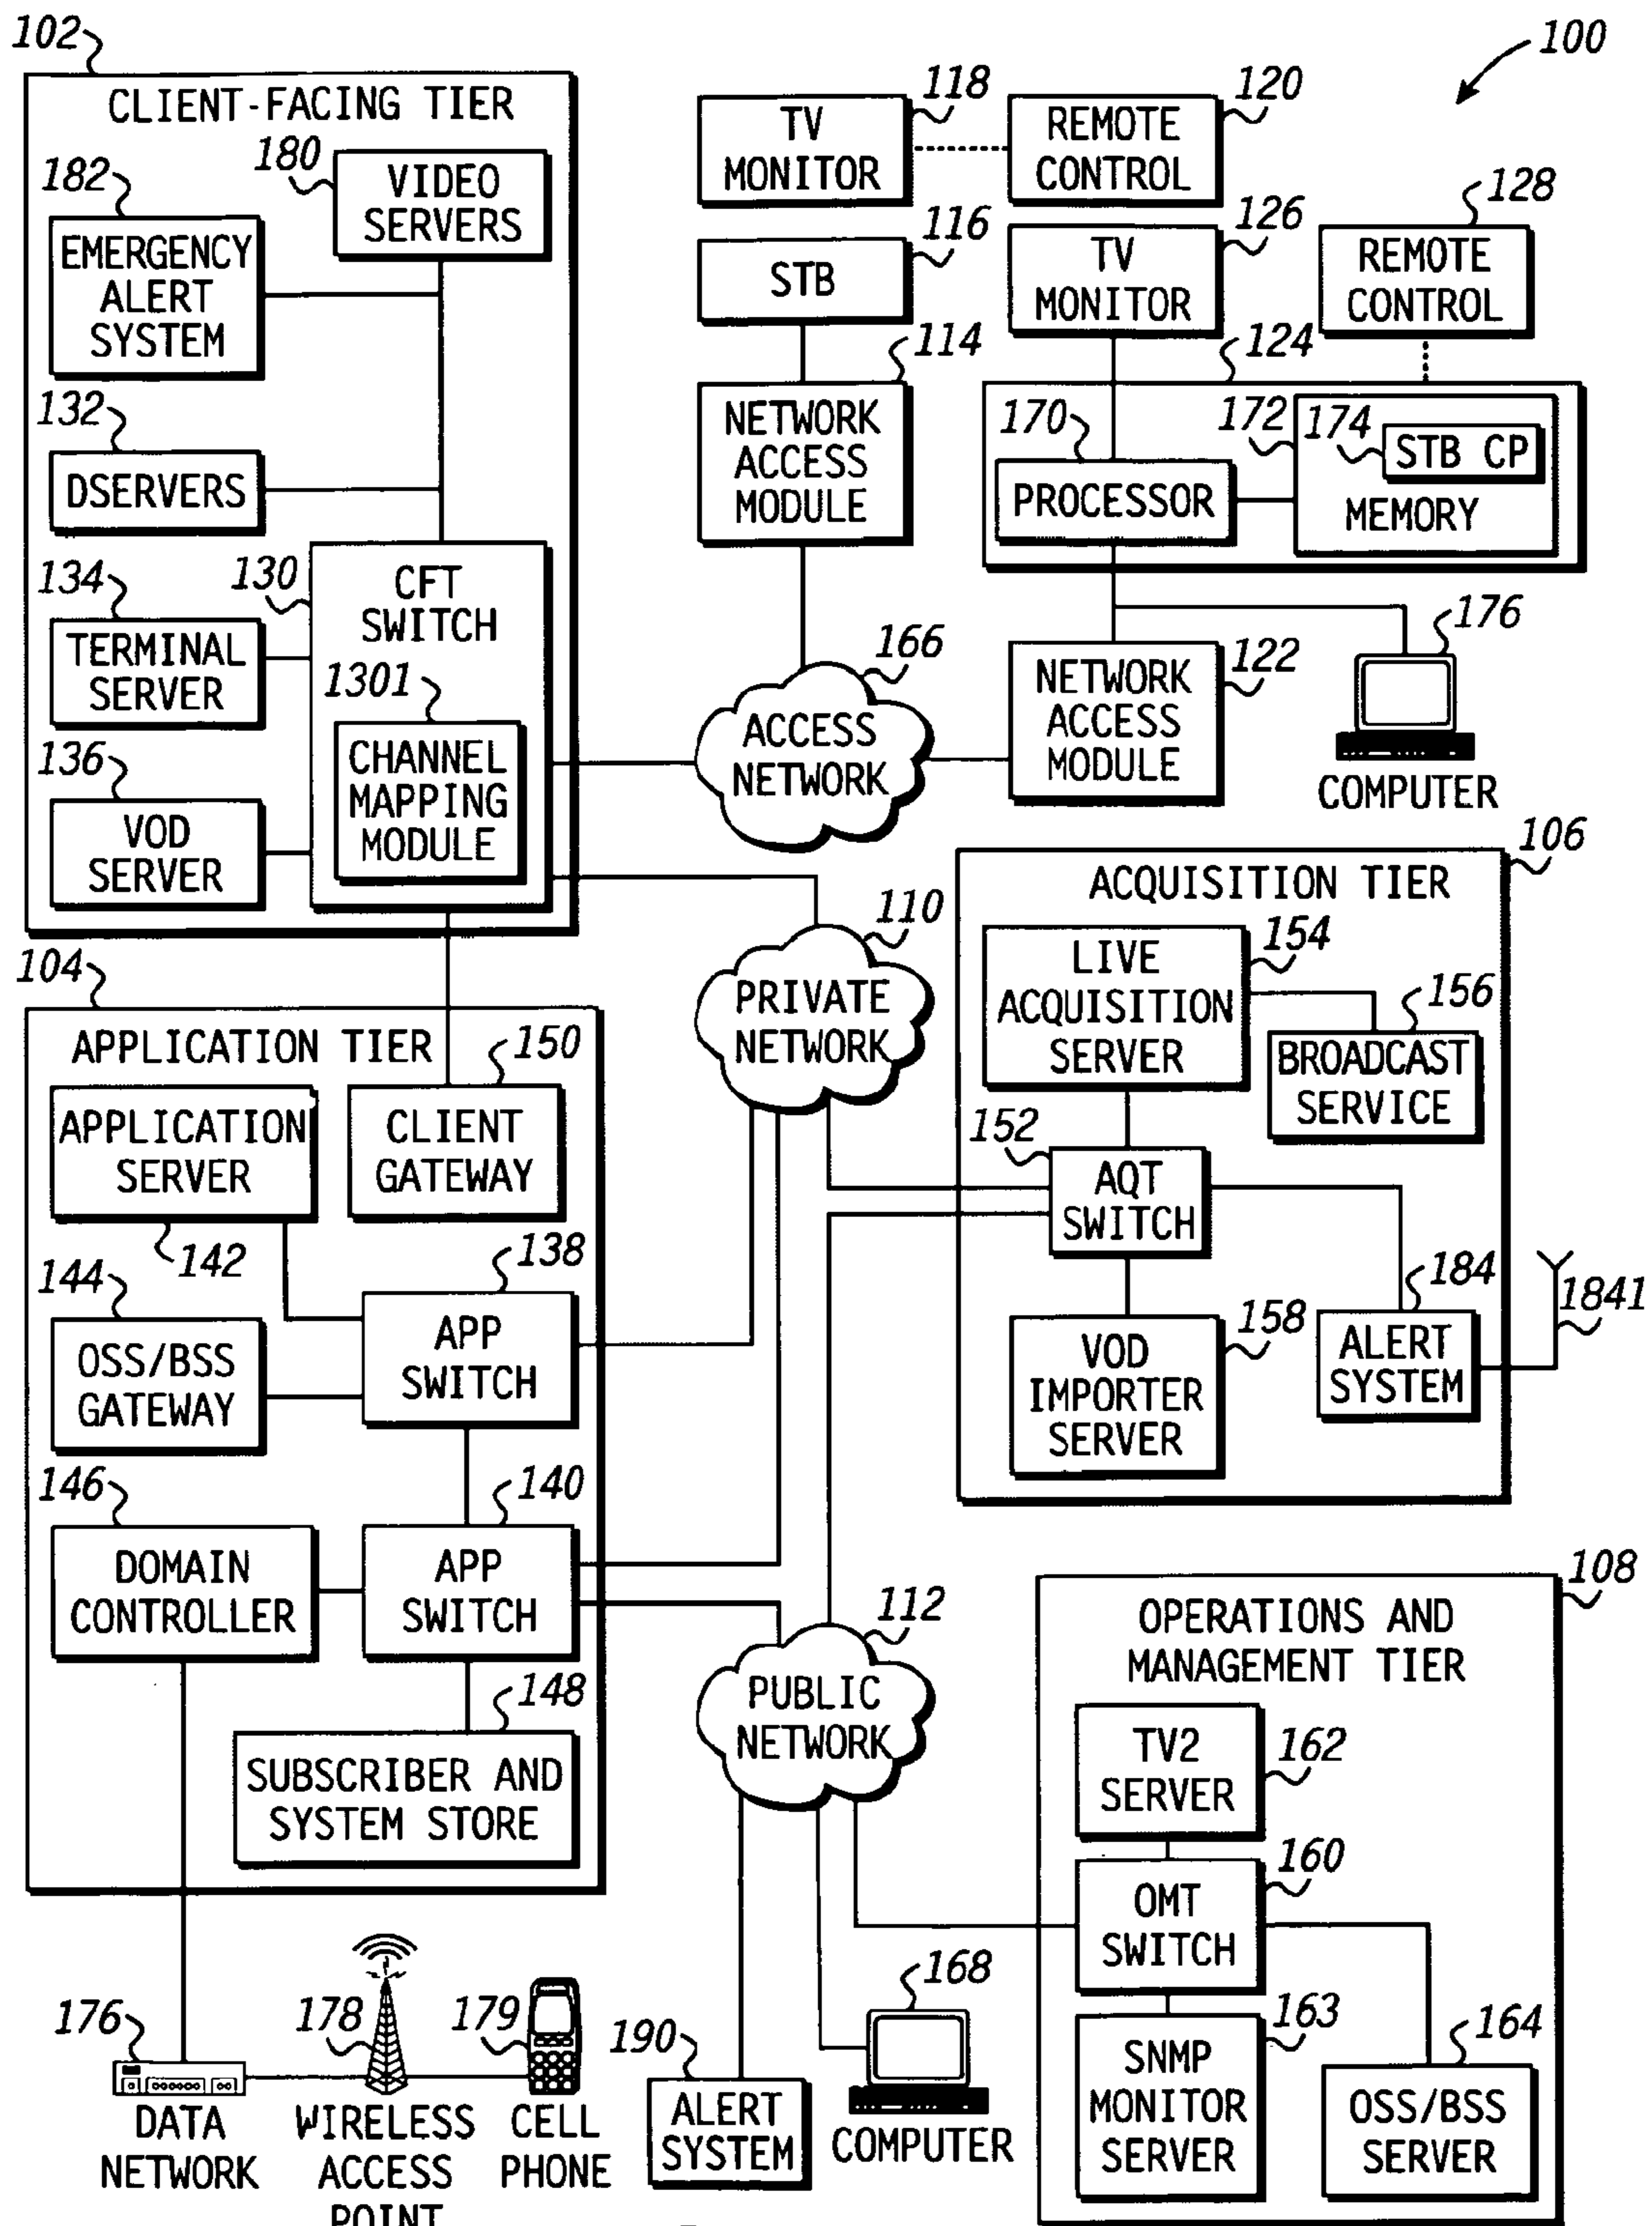 100
102
CLIENT-FACING TIER
180
VIDEO
SERVERS
182
EMERGENCY
ALERT
SYSTEM
132
DSERVERS
134
TERMINAL
SERVER
136
VOD
SERVER
130
CFT
SWITCH
1301
CHANNEL
MAPPING
MODULE
118
TV
MONITOR
120
REMOTE
CONTROL
116
STB
126
TV
MONITOR
128
REMOTE
CONTROL
114
NETWORK
ACCESS
MODULE
124
170
PROCESSOR
172
174
STB CP
MEMORY
166
ACCESS
NETWORK
122
NETWORK
ACCESS
MODULE
176
COMPUTER
110
PRIVATE
NETWORK
106
ACQUISITION TIER
154
LIVE
ACQUISITION
SERVER
156
BROADCAST
SERVICE
152
AQT
SWITCH
158
VOD
IMPORTER
SERVER
184
ALERT
SYSTEM
1841
104
APPLICATION TIER
150
CLIENT
GATEWAY
APPLICATION
SERVER
142
138
APP
SWITCH
144
OSS/BSS
GATEWAY
146
DOMAIN
CONTROLLER
140
APP
SWITCH
148
SUBSCRIBER AND
SYSTEM STORE
112
PUBLIC
NETWORK
108
OPERATIONS AND
MANAGEMENT TIER
162
TV2
SERVER
160
OMT
SWITCH
163
SNMP
MONITOR
SERVER
164
OSS/BSS
SERVER
176
DATA
NETWORK
178
WIRELESS
ACCESS
POINT
179
CELL
PHONE
190
ALERT
SYSTEM
168
COMPUTER